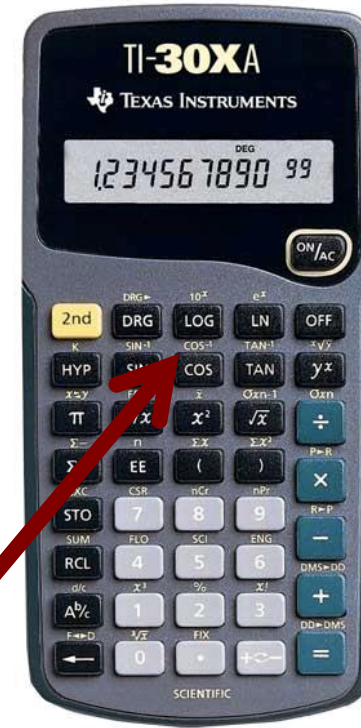 TI-30XA
TEXAS INSTRUMENTS
DEG
1,234567890 99
ON/AC
DRG► 10ˣ eˣ
2nd DRG LOG LN OFF
K SIN⁻¹ COS⁻¹ TAN⁻¹ ˣ√y
HYP COS TAN yˣ
x⇄y x̄ σxn-1 σxn
π x² √x ÷
Σ− n Σx Σx² P►R
EE ( ) ×
CSR nCr nPr R►P
STO 7 8 9 −
SUM FLO SCI ENG DMS►DD
RCL 4 5 6 +
d/c x³ % x! DD►DMS
Aᵇ/c 1 2 3
F◄►D ³√x FIX
← 0 . +⇄− =
SCIENTIFIC